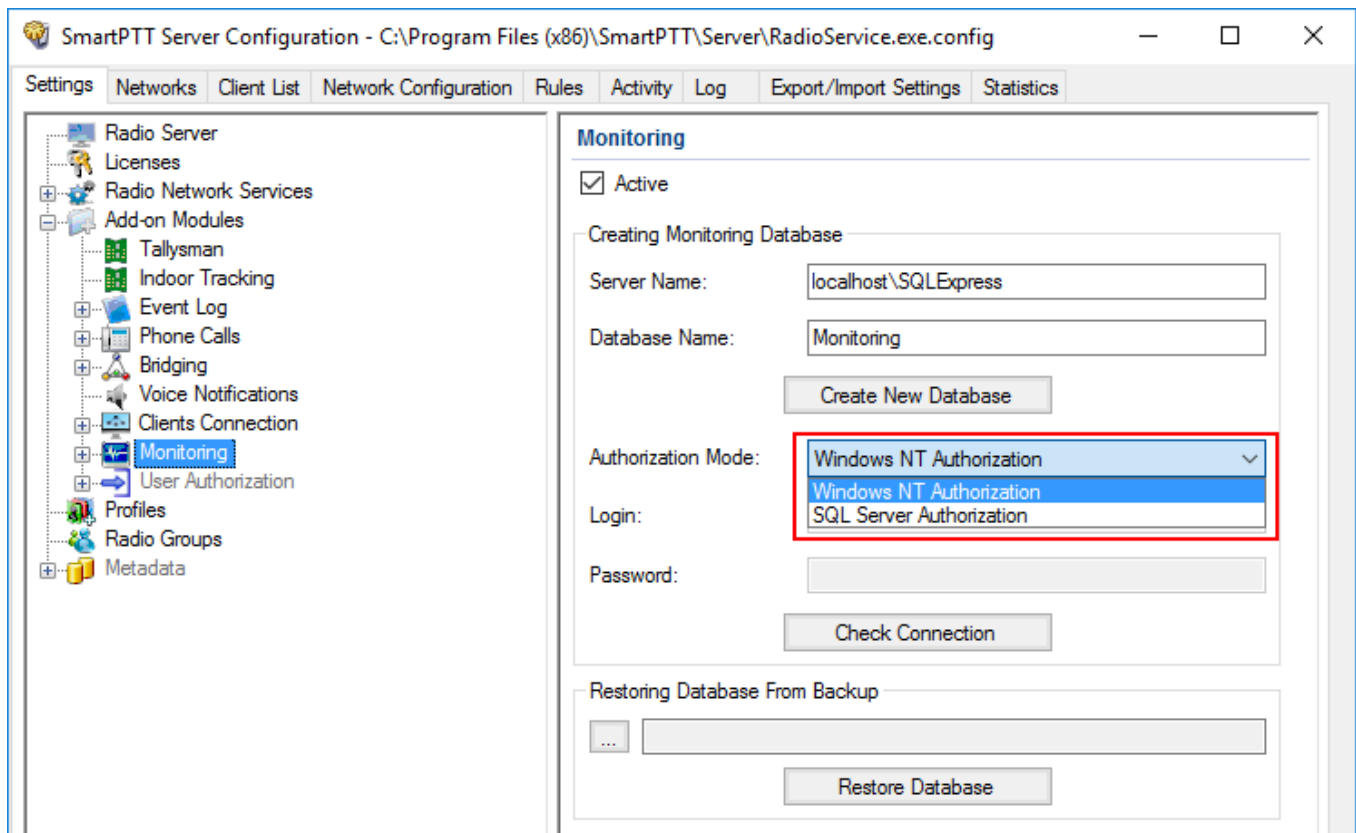 SmartPTT Server Configuration - C:\Program Files (x86)\SmartPTT\Server\RadioService.exe.config
Settings Networks Client List Network Configuration Rules Activity Log Export/Import Settings Statistics
Radio Server
Licenses
Radio Network Services
Add-on Modules
Tallysman
Indoor Tracking
Event Log
Phone Calls
Bridging
Voice Notifications
Clients Connection
Monitoring
User Authorization
Profiles
Radio Groups
Metadata
Monitoring
Active
Creating Monitoring Database
Server Name: localhost\SQLExpress
Database Name: Monitoring
Create New Database
Authorization Mode: Windows NT Authorization
Windows NT Authorization
SQL Server Authorization
Login:
Password:
Check Connection
Restoring Database From Backup
...
Restore Database